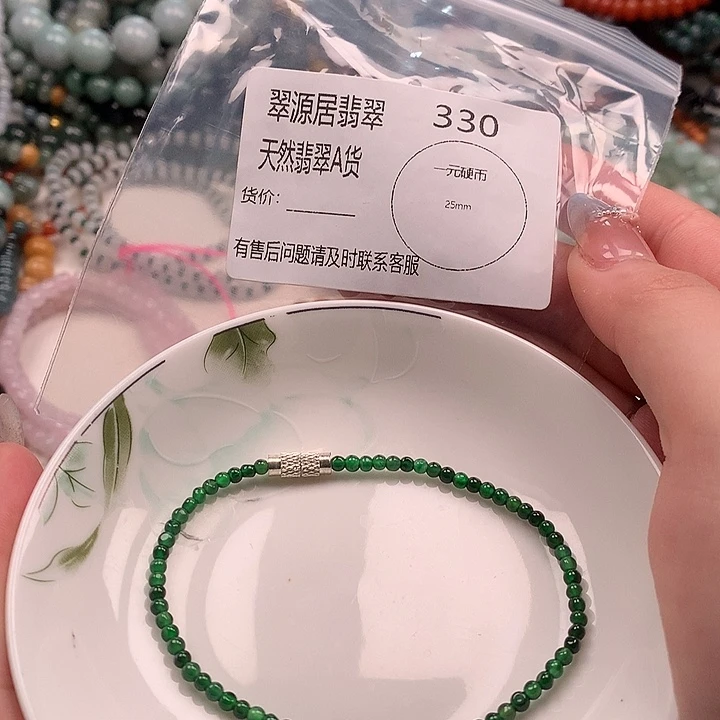 翠源居翡翠 330
天然翡翠A货
一元硬币
货价：______
25mm
有售后问题请及时联系客服